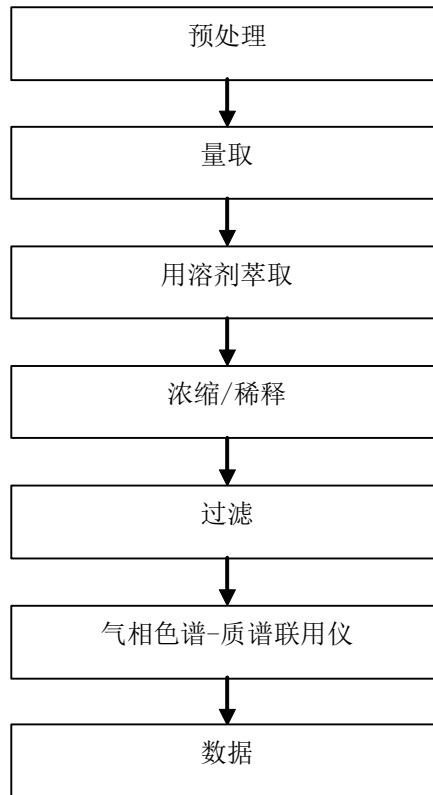 预处理
量取
用溶剂萃取
浓缩/稀释
过滤
气相色谱-质谱联用仪
数据